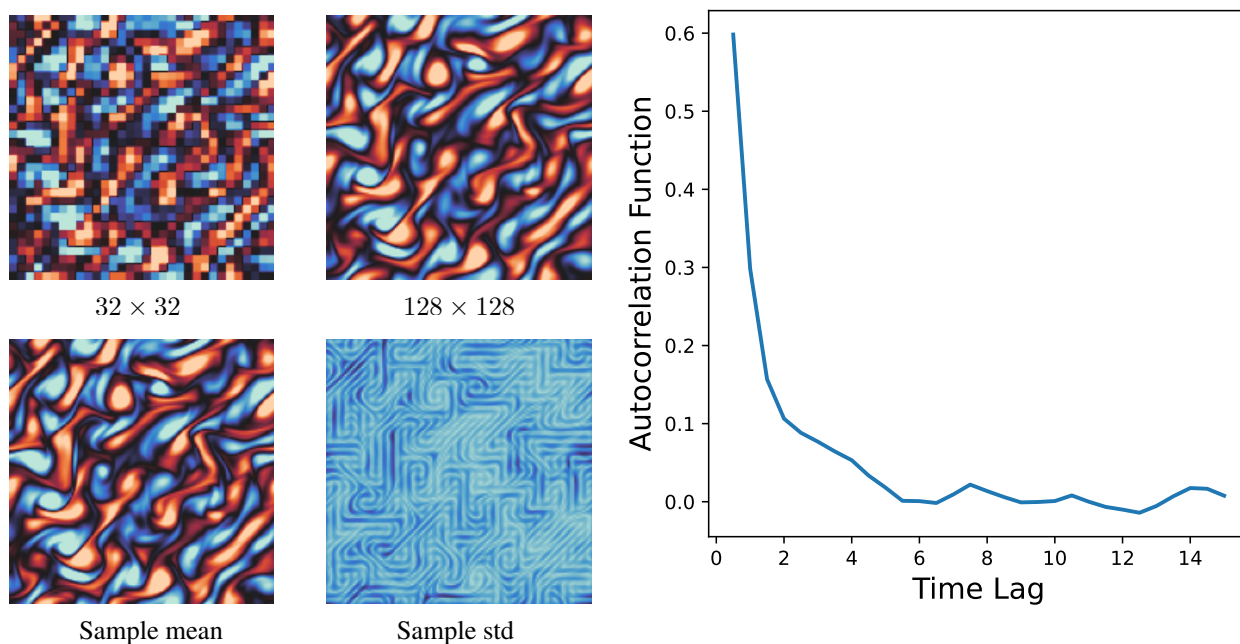 32 × 32
128 × 128
Sample mean
Sample std
Autocorrelation Function
0.6
0.5
0.4
0.3
0.2
0.1
0.0
0 2 4 6 8 10 12 14
Time Lag